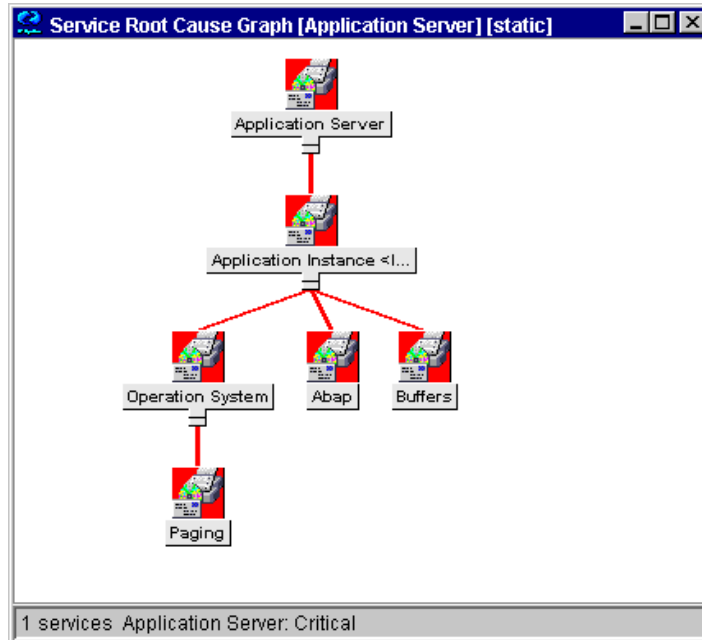 Service Root Cause Graph [Application Server] [static]
Application Server
Application Instance <I...
Operation System
Abap
Buffers
Paging
1 services Application Server: Critical